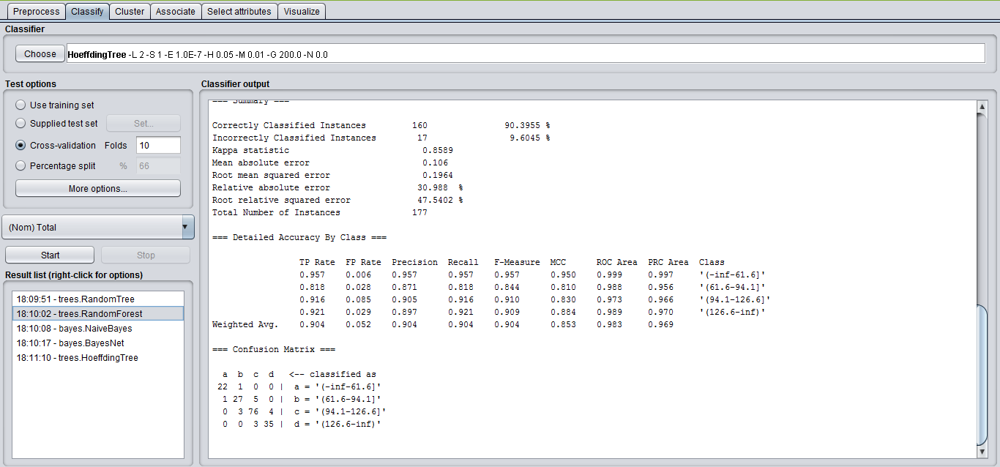 Preprocess Classify Cluster Associate Select attributes Visualize
Classifier
Choose HoeffdingTree -L 2 -S 1 -E 1.0E-7 -H 0.05 -M 0.01 -G 200.0 -N 0.0
Test options
Use training set
Supplied test set Set...
Cross-validation Folds 10
Percentage split % 66
More options...
(Nom) Total
Start Stop
Result list (right-click for options)
18:09:51 - trees.RandomTree
18:10:02 - trees.RandomForest
18:10:08 - bayes.NaiveBayes
18:10:17 - bayes.BayesNet
18:11:10 - trees.HoeffdingTree
Classifier output
=== Summary ===
Correctly Classified Instances 160 90.3955 %
Incorrectly Classified Instances 17 9.6045 %
Kappa statistic 0.8589
Mean absolute error 0.106
Root mean squared error 0.1964
Relative absolute error 30.988 %
Root relative squared error 47.5402 %
Total Number of Instances 177
=== Detailed Accuracy By Class ===
TP Rate FP Rate Precision Recall F-Measure MCC ROC Area PRC Area Class
0.957 0.006 0.957 0.957 0.957 0.950 0.999 0.997 '(-inf-61.6]'
0.818 0.028 0.871 0.818 0.844 0.810 0.988 0.956 '(61.6-94.1]'
0.916 0.085 0.905 0.916 0.910 0.830 0.973 0.966 '(94.1-126.6]'
0.921 0.029 0.897 0.921 0.909 0.884 0.989 0.970 '(126.6-inf)'
Weighted Avg. 0.904 0.052 0.904 0.904 0.904 0.853 0.983 0.969
=== Confusion Matrix ===
a b c d <-- classified as
22 1 0 0 | a = '(-inf-61.6]'
1 27 5 0 | b = '(61.6-94.1]'
0 3 76 4 | c = '(94.1-126.6]'
0 0 3 35 | d = '(126.6-inf)'